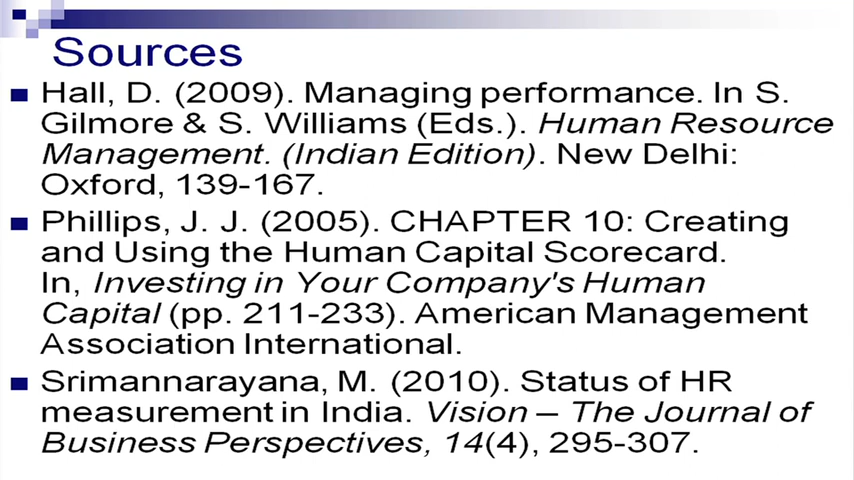 Sources
Hall, D. (2009). Managing performance. In S.
Gilmore & S. Williams (Eds.). Human Resource
Management. (Indian Edition). New Delhi:
Oxford, 139-167.
Phillips, J. J. (2005). CHAPTER 10: Creating
and Using the Human Capital Scorecard.
In, Investing in Your Company's Human
Capital (pp. 211-233). American Management
Association International.
Srimannarayana, M. (2010). Status of HR
measurement in India. Vision – The Journal of
Business Perspectives, 14(4), 295-307.